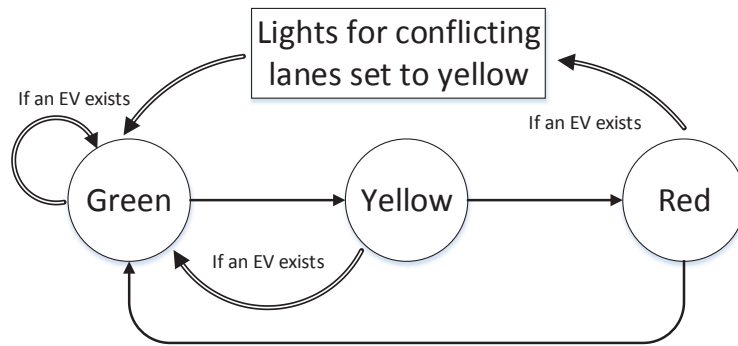 Lights for conflicting
lanes set to yellow
If an EV exists
If an EV exists
Green
Yellow
Red
If an EV exists